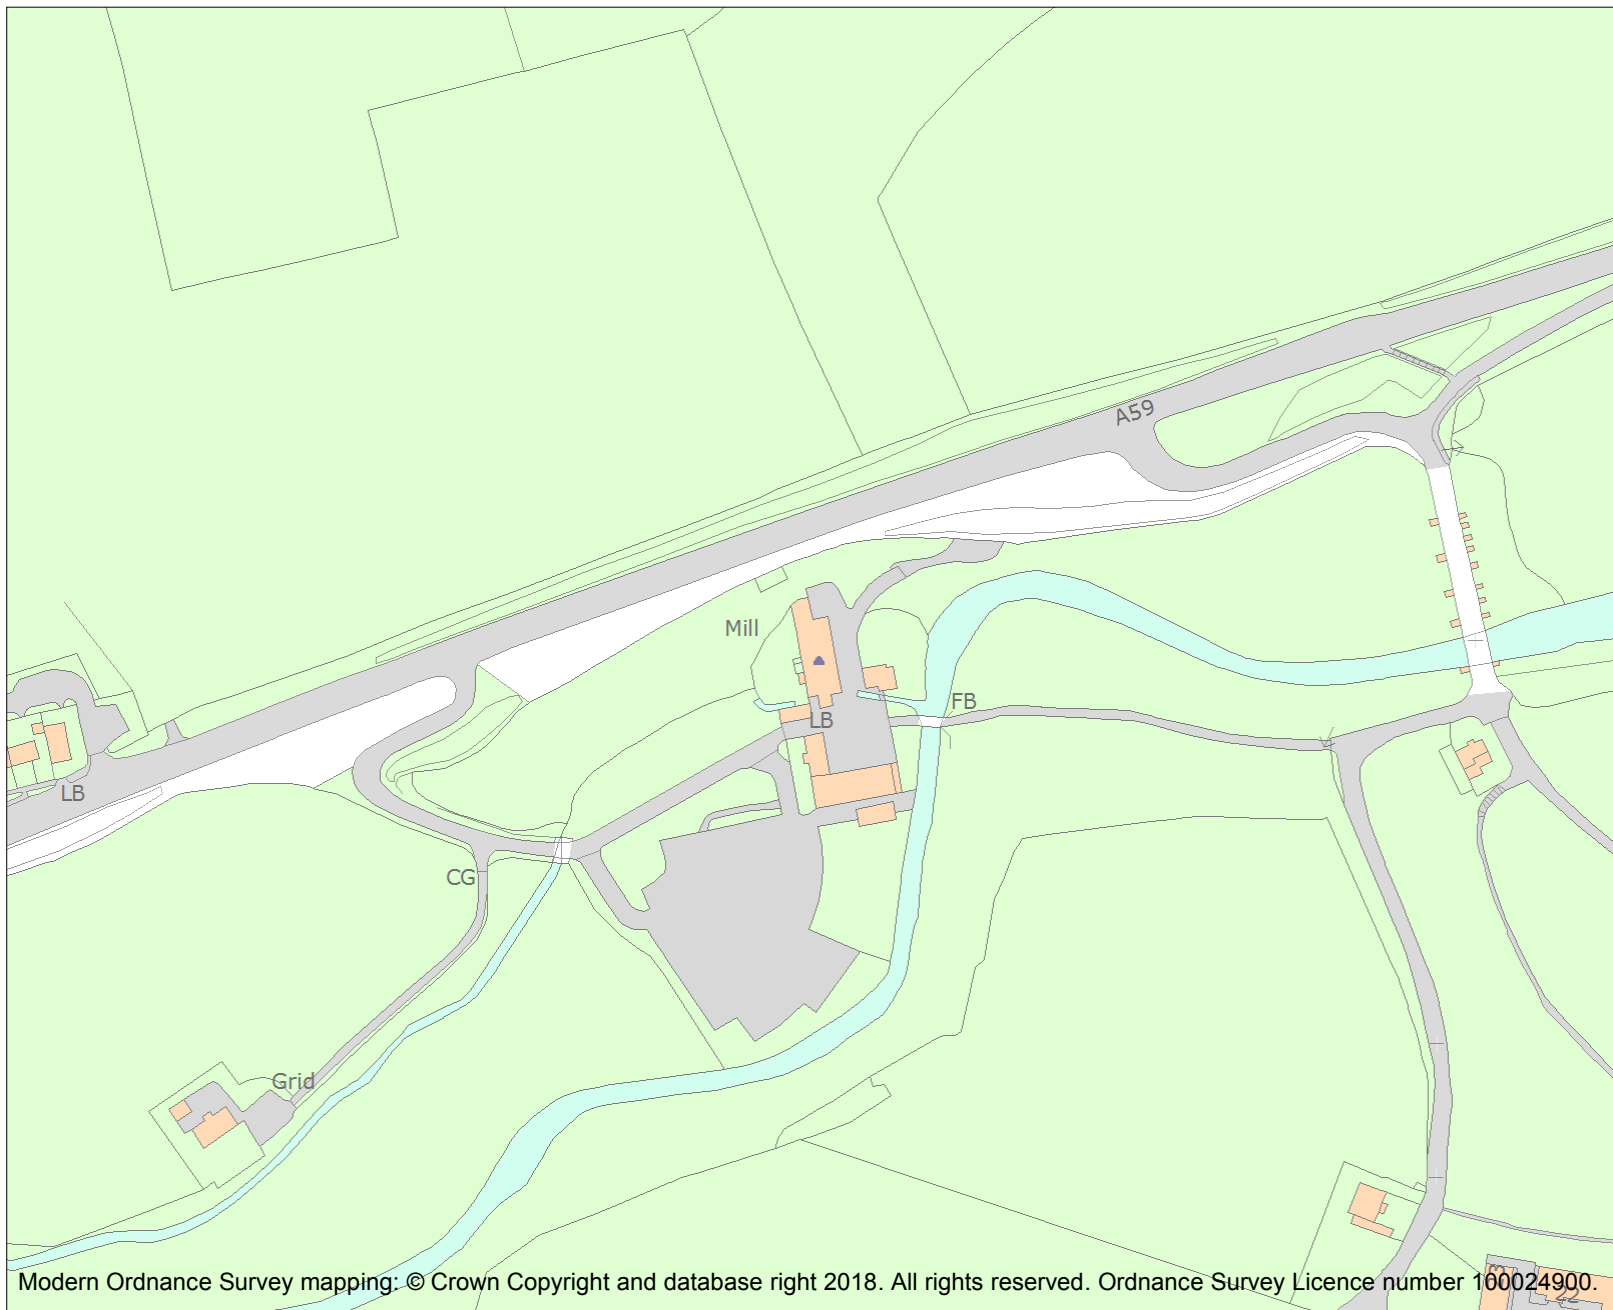 A59
Mill
FB
LB
LB
CG
Grid
Modern Ordnance Survey mapping: © Crown Copyright and database right 2018. All rights reserved. Ordnance Survey Licence number 100024900.
22